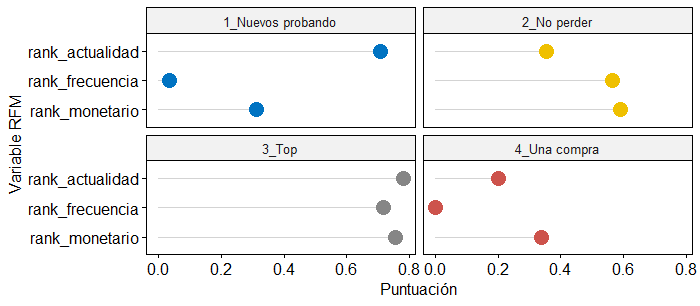 1_Nuevos probando
2_No perder
rank_actualidad
rank_frecuencia
rank_monetario
3_Top
4_Una compra
rank_actualidad
rank_frecuencia
rank_monetario
Variable RFM
0.0 0.2 0.4 0.6 0.8 0.0 0.2 0.4 0.6 0.8
Puntuación